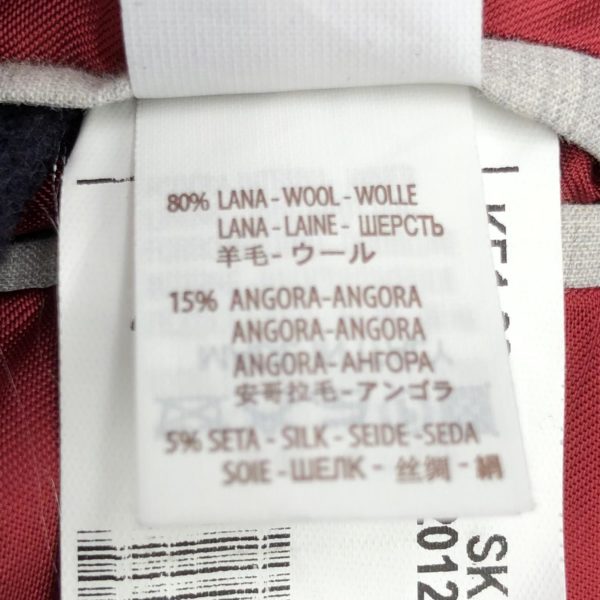 80% LANA - WOOL - WOLLE
LANA - LAINE - ШЕРСТЬ
羊毛 - ウール
15% ANGORA-ANGORA
ANGORA-ANGORA
ANGORA-АНГОРА
安哥拉毛-アンゴラ
5% SETA - SILK - SEIDE -SEDA
SOIE - ШЕЛК - 丝绸 - 絹
SK
2012